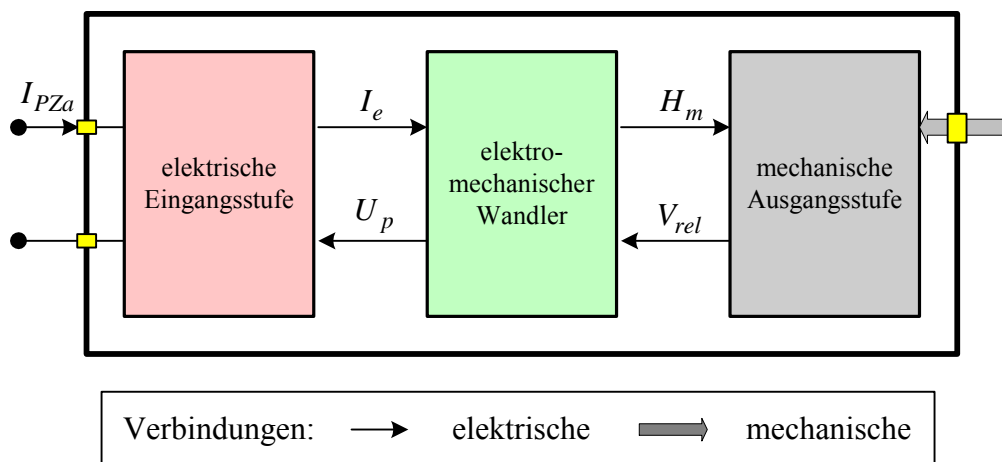 I_PZa
elektrische
Eingangsstufe
I_e
U_p
elektro-
mechanischer
Wandler
H_m
V_rel
mechanische
Ausgangsstufe
Verbindungen: elektrische mechanische